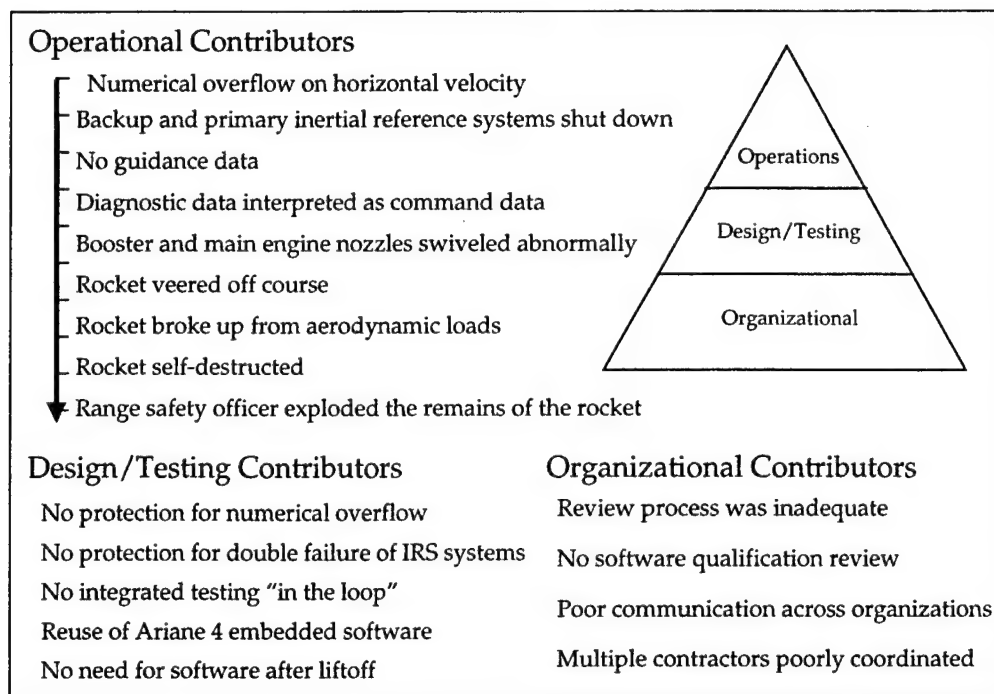 Operational Contributors
Numerical overflow on horizontal velocity
Backup and primary inertial reference systems shut down
No guidance data
Diagnostic data interpreted as command data
Booster and main engine nozzles swiveled abnormally
Rocket veered off course
Rocket broke up from aerodynamic loads
Rocket self-destructed
Range safety officer exploded the remains of the rocket
Operations
Design/Testing
Organizational
Design/Testing Contributors
No protection for numerical overflow
No protection for double failure of IRS systems
No integrated testing "in the loop"
Reuse of Ariane 4 embedded software
No need for software after liftoff
Organizational Contributors
Review process was inadequate
No software qualification review
Poor communication across organizations
Multiple contractors poorly coordinated